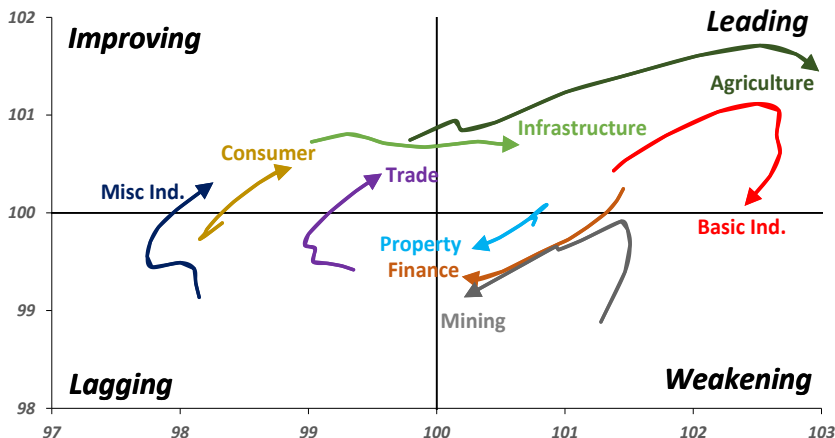 102
Improving
Leading
Agriculture
101
Infrastructure
Consumer
Misc Ind.
Trade
100
Property
Basic Ind.
Finance
99
Mining
Lagging
Weakening
98
97 98 99 100 101 102 103